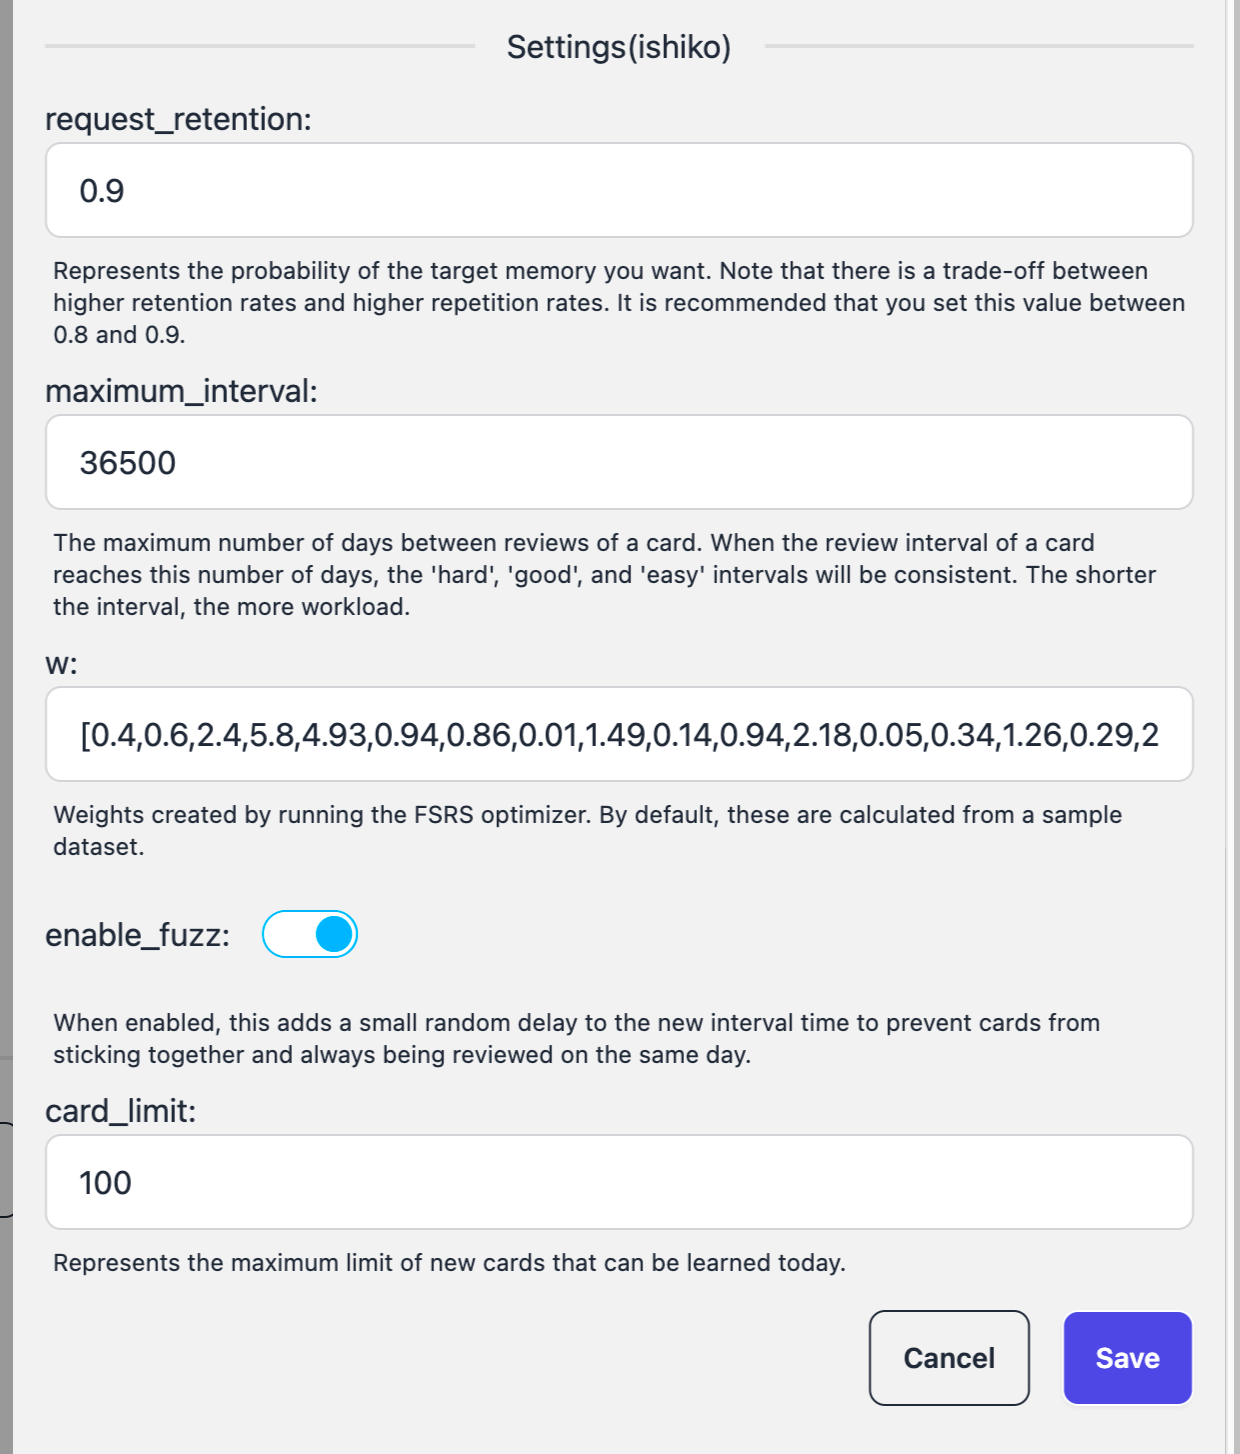 Settings(ishiko)
request_retention:
0.9
Represents the probability of the target memory you want. Note that there is a trade-off between
higher retention rates and higher repetition rates. It is recommended that you set this value between
0.8 and 0.9.
maximum_interval:
36500
The maximum number of days between reviews of a card. When the review interval of a card
reaches this number of days, the 'hard', 'good', and 'easy' intervals will be consistent. The shorter
the interval, the more workload.
w:
[0.4,0.6,2.4,5.8,4.93,0.94,0.86,0.01,1.49,0.14,0.94,2.18,0.05,0.34,1.26,0.29,2
Weights created by running the FSRS optimizer. By default, these are calculated from a sample
dataset.
enable_fuzz:
When enabled, this adds a small random delay to the new interval time to prevent cards from
sticking together and always being reviewed on the same day.
card_limit:
100
Represents the maximum limit of new cards that can be learned today.
Cancel
Save